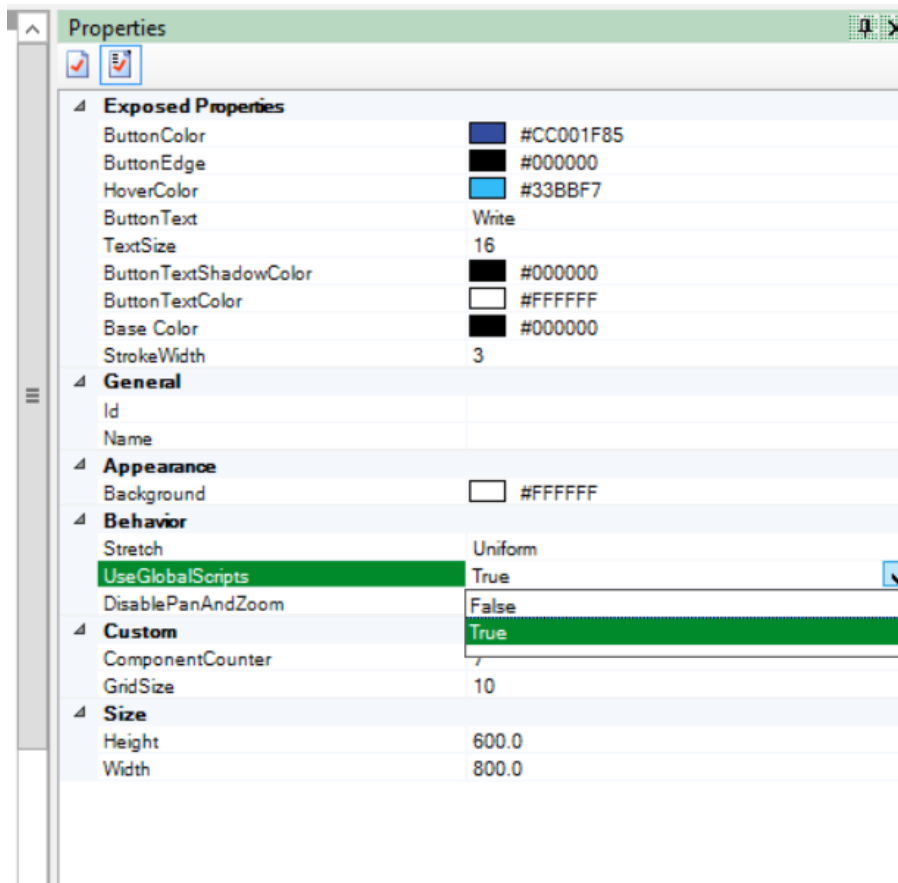 Properties
Exposed Properties
ButtonColor #CC001F85
ButtonEdge #000000
HoverColor #33BBF7
ButtonText Write
TextSize 16
ButtonTextShadowColor #000000
ButtonTextColor #FFFFFF
Base Color #000000
StrokeWidth 3
General
Id
Name
Appearance
Background #FFFFFF
Behavior
Stretch Uniform
UseGlobalScripts True
DisablePanAndZoom False
Custom True
ComponentCounter
GridSize 10
Size
Height 600.0
Width 800.0